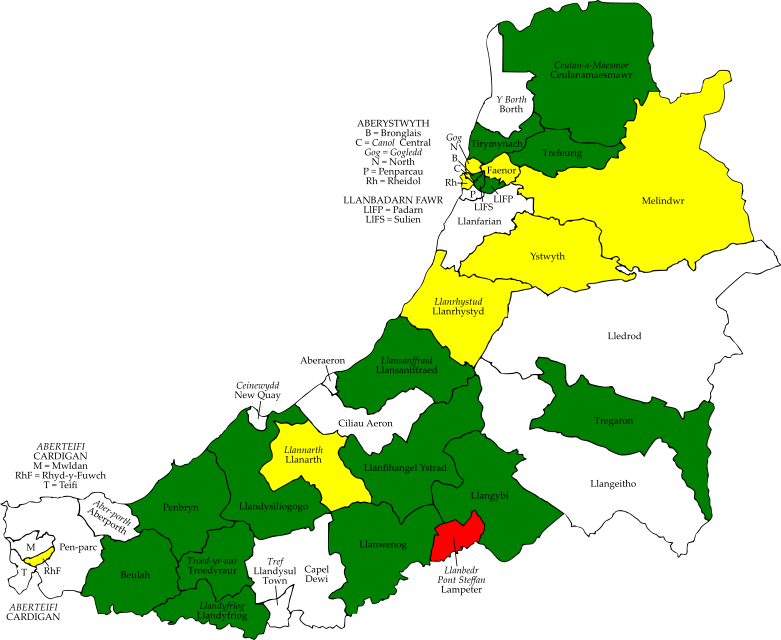 Ceulan-a-Maesmor
Ceulanamaesmawr
Y Borth
Borth
ABERYSTWYTH
B = Bronglais
C = Canol Central
Gog = Gogledd
N = North
P = Penparcau
Rh = Rheidol
LLANBADARN FAWR
LlFP = Padarn
LlFS = Sulien
Gog
N
B
C
Rh
P
LlFS
LlFP
Tirymynach
Trefeurig
Faenor
Melindwr
Llanfarian
Ystwyth
Llanrhystud
Llanrhystyd
Lledrod
Aberaeron
Llansantffraid
Llansantffraed
Ceinewydd
New Quay
Ciliau Aeron
Tregaron
Llannarth
Llanarth
Llanfihangel Ystrad
Llangeitho
Llangybi
ABERTEIFI
CARDIGAN
M = Mwldan
RhF = Rhyd-y-Fuwch
T = Teifi
Aber-porth
Aberporth
Penbryn
Llandysiliogogo
M
Pen-parc
T
RhF
Beulah
Troed-yr-aur
Troedyraur
Tref
Llandysul
Town
Capel
Dewi
Llanwenog
Llanbedr
Pont Steffan
Lampeter
Llandyfriog
Llandyfriog
ABERTEIFI
CARDIGAN